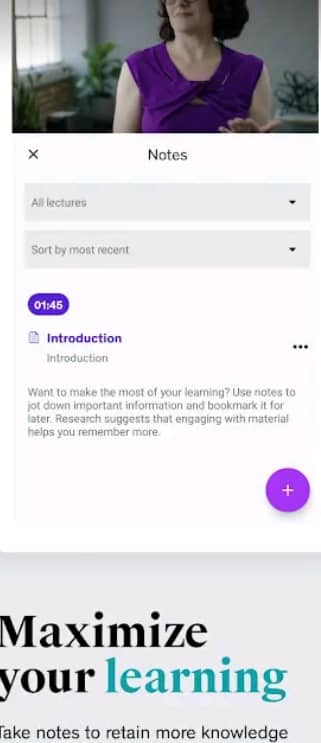 Notes
All lectures
Sort by most recent
01:45
Introduction
Introduction
Want to make the most of your learning? Use notes to
jot down important information and bookmark it for
later. Research suggests that engaging with material
helps you remember more.
Maximize
your learning
Take notes to retain more knowledge